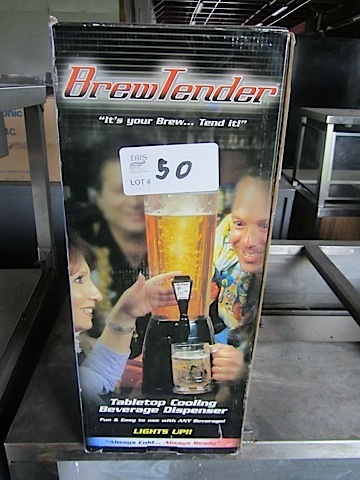 BrewTender
"It's your Brew... Tend it!"
DRS
LOT # 50
Tabletop Cooling
Beverage Dispenser
Fun & Easy to use with ANY Beverage!
LIGHTS UP!!
"Always Cold... Always Ready"